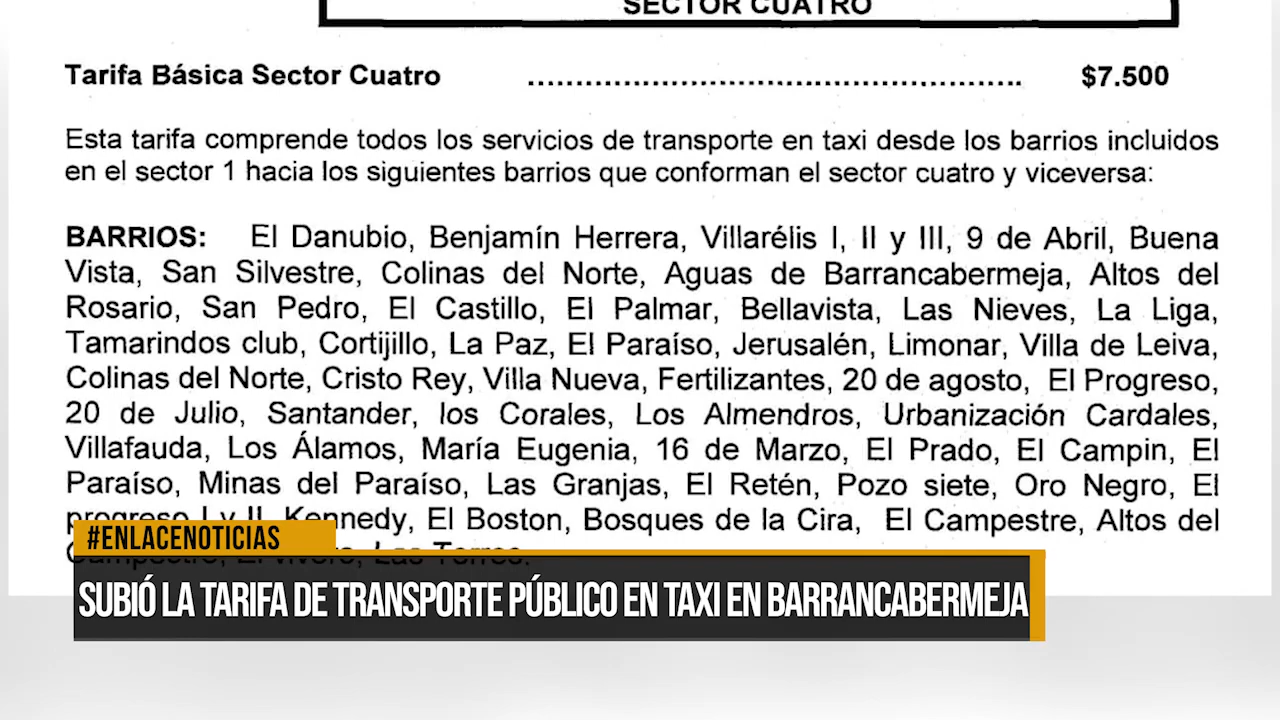 SECTOR CUATRO
Tarifa Básica Sector Cuatro ................................................ $7.500
Esta tarifa comprende todos los servicios de transporte en taxi desde los barrios incluidos
en el sector 1 hacia los siguientes barrios que conforman el sector cuatro y viceversa:
BARRIOS: El Danubio, Benjamín Herrera, Villarélis I, II y III, 9 de Abril, Buena
Vista, San Silvestre, Colinas del Norte, Aguas de Barrancabermeja, Altos del
Rosario, San Pedro, El Castillo, El Palmar, Bellavista, Las Nieves, La Liga,
Tamarindos club, Cortijillo, La Paz, El Paraíso, Jerusalén, Limonar, Villa de Leiva,
Colinas del Norte, Cristo Rey, Villa Nueva, Fertilizantes, 20 de agosto, El Progreso,
20 de Julio, Santander, los Corales, Los Almendros, Urbanización Cardales,
Villafauda, Los Álamos, María Eugenia, 16 de Marzo, El Prado, El Campin, El
Paraíso, Minas del Paraíso, Las Granjas, El Retén, Pozo siete, Oro Negro, El
progreso I y II, Kennedy, El Boston, Bosques de la Cira, El Campestre, Altos del
Las Torres.
#ENLACENOTICIAS
SUBIÓ LA TARIFA DE TRANSPORTE PÚBLICO EN TAXI EN BARRANCABERMEJA